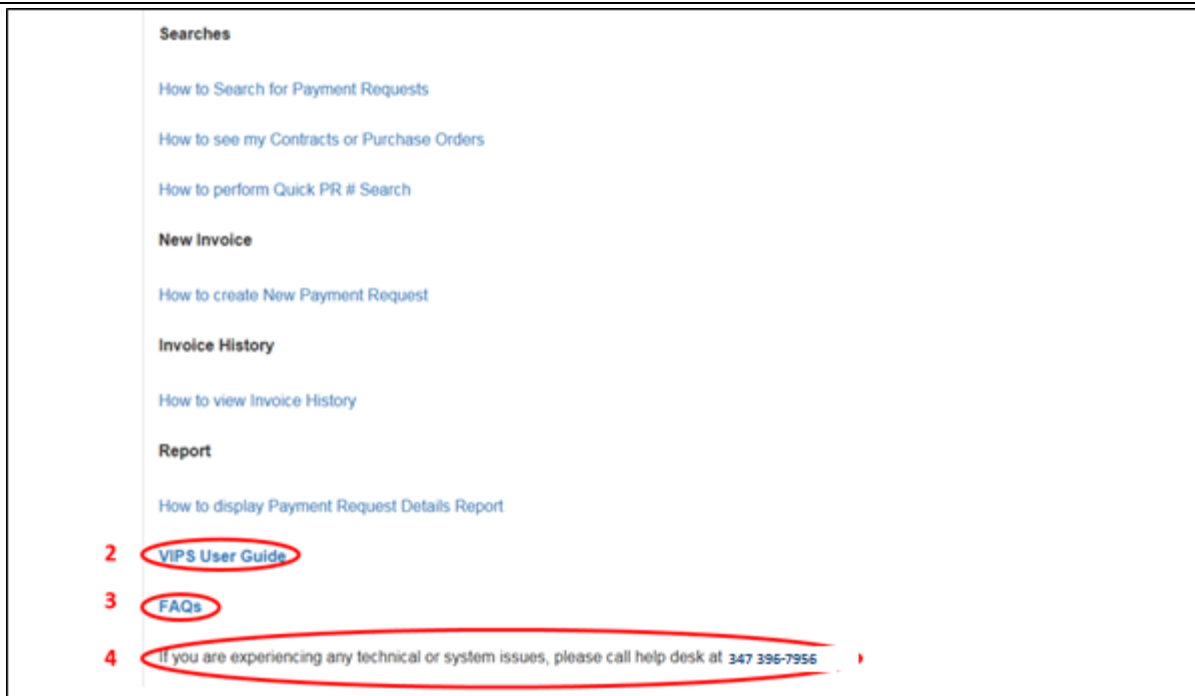 Searches
How to Search for Payment Requests
How to see my Contracts or Purchase Orders
How to perform Quick PR # Search
New Invoice
How to create New Payment Request
Invoice History
How to view Invoice History
Report
How to display Payment Request Details Report
2 VIPS User Guide
3 FAQs
4 If you are experiencing any technical or system issues, please call help desk at 347 396-7956